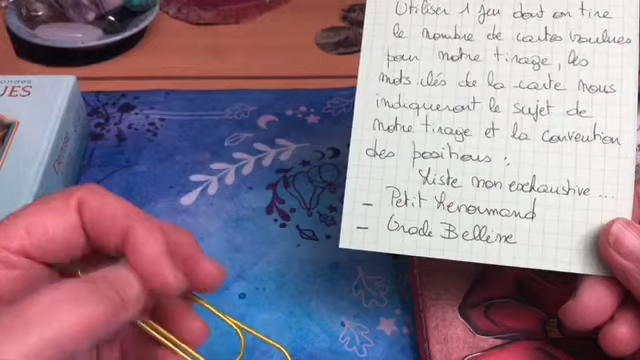 ondes
UES
Utiliser 1 jeu dont on tire
le nombre de cartes voulues
pour notre tirage, les
mots clés de la carte nous
indiqueront le sujet de
notre tirage et la convention
des positions :
Liste non exhaustive ...
- Petit Lenormand
- Oracle Belline